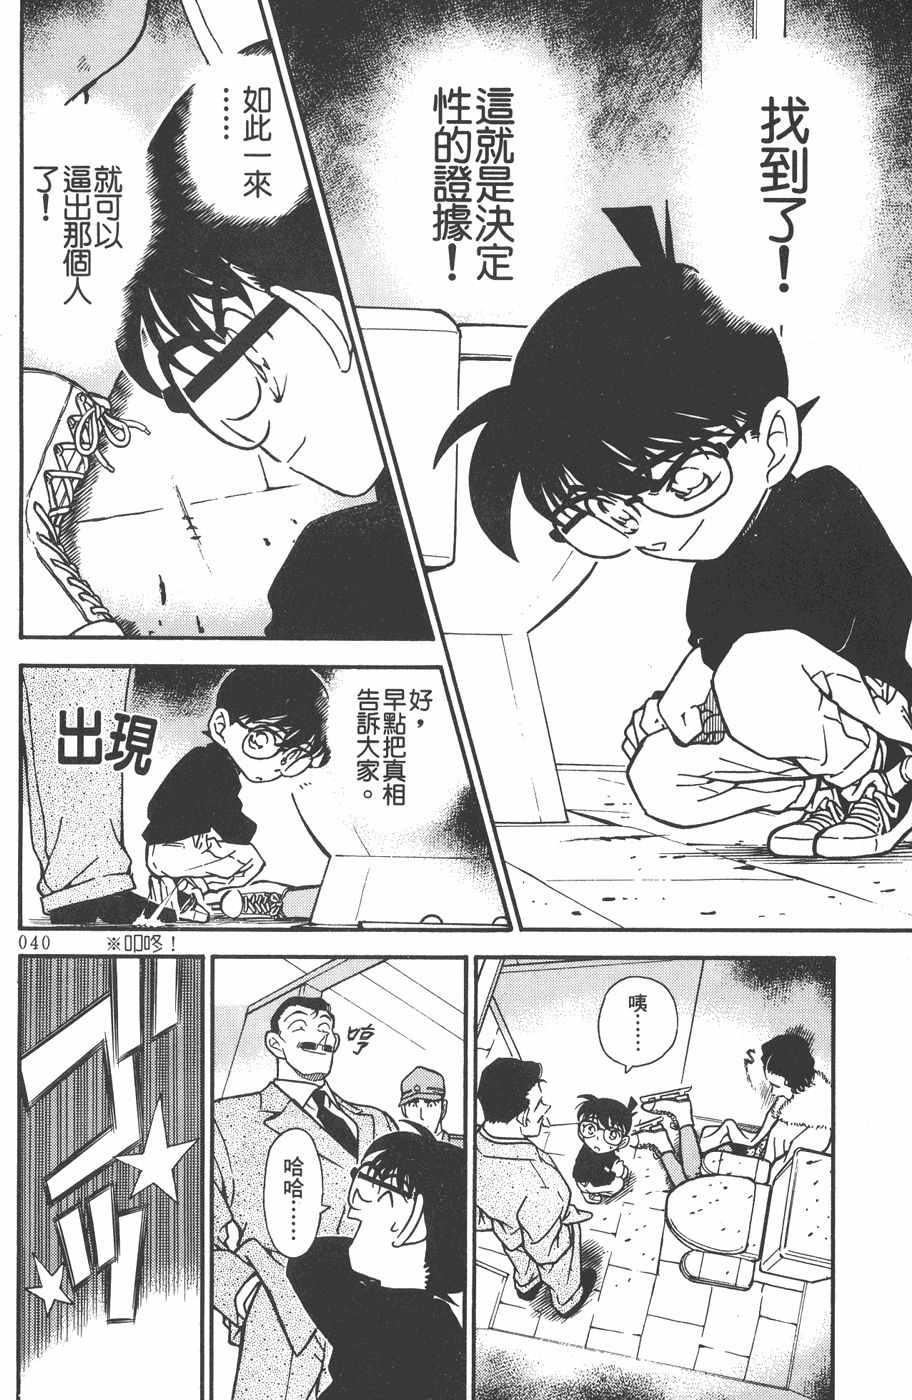 找到了！
這就是決定
性的證據！
如此一來
……
就可以
逼出那個人
了！
好，
早點把真相
告訴大家。
出現
※叩咚！
040
咦……
哼
哈
哈……